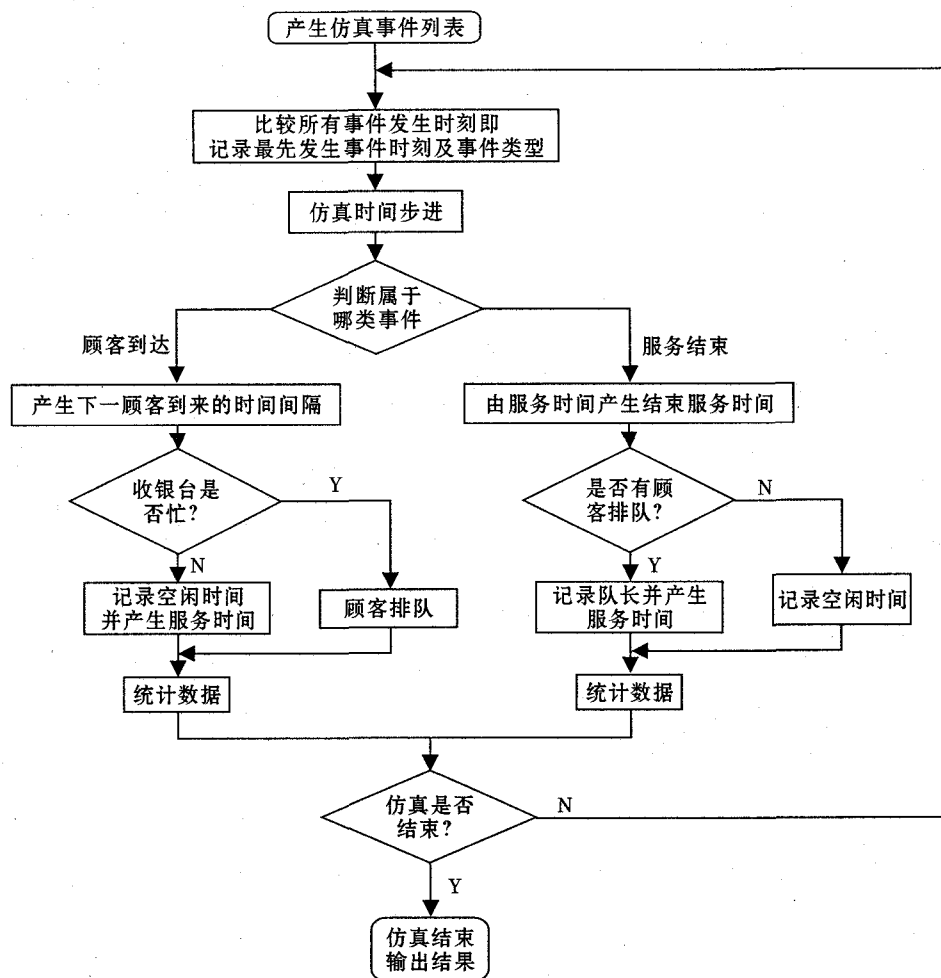 产生仿真事件列表
比较所有事件发生时刻即
记录最先发生事件时刻及事件类型
仿真时间步进
判断属于
哪类事件
顾客到达
服务结束
产生下一顾客到来的时间间隔
由服务时间产生结束服务时间
收银台是
否忙?
Y
是否有顾
客排队?
N
N
Y
记录空闲时间
并产生服务时间
顾客排队
记录队长并产生
服务时间
记录空闲时间
统计数据
统计数据
仿真是否
结束?
N
Y
仿真结束
输出结果